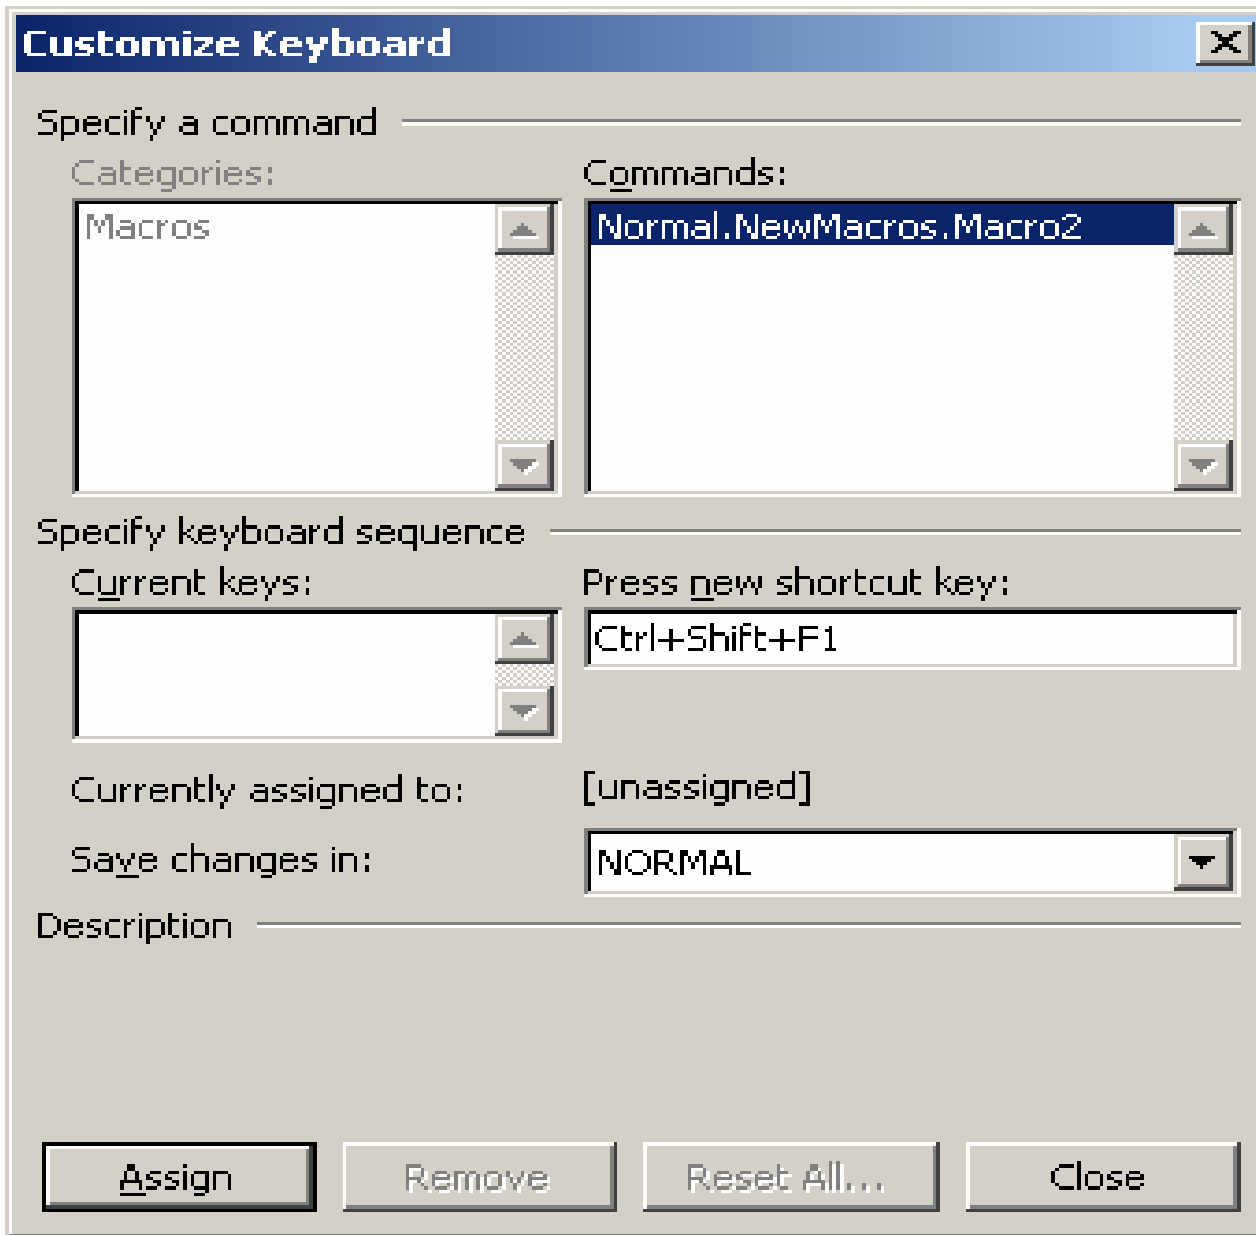 Customize Keyboard
Specify a command
Categories:
Commands:
Macros
Normal.NewMacros.Macro2
Specify keyboard sequence
Current keys:
Press new shortcut key:
Ctrl+Shift+F1
Currently assigned to:
[unassigned]
Save changes in:
NORMAL
Description
Assign
Remove
Reset All...
Close